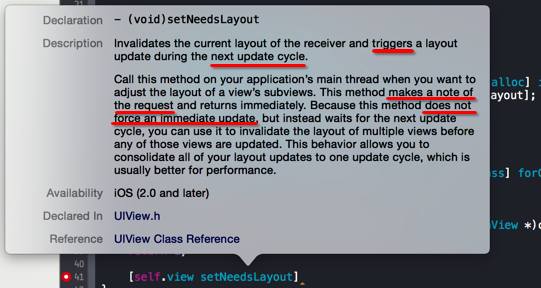 Declaration - (void)setNeedsLayout
Description Invalidates the current layout of the receiver and triggers a layout
update during the next update cycle.
Call this method on your application's main thread when you want to
adjust the layout of a view's subviews. This method makes a note of
the request and returns immediately. Because this method does not
force an immediate update, but instead waits for the next update
cycle, you can use it to invalidate the layout of multiple views before
any of those views are updated. This behavior allows you to
consolidate all of your layout updates to one update cycle, which is
usually better for performance.
Availability iOS (2.0 and later)
Declared In UIView.h
Reference UIView Class Reference
alloc] i
ayout];
ass] forC
nView *)c
40
41 [self.view setNeedsLayout]